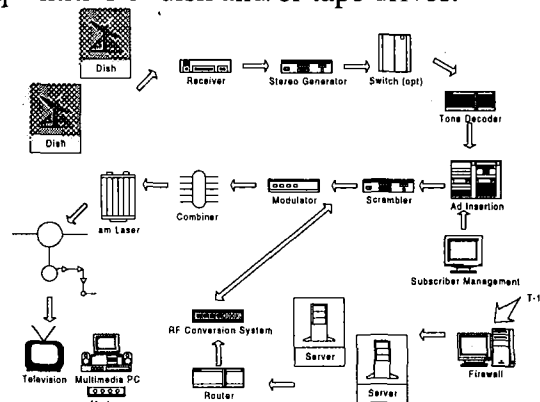 Dish
Dish
Receiver
Stereo Generator
Switch (opt)
Tone Decoder
am Laser
Combiner
Modulator
Scrambler
Ad Insertion
Subscriber Management
T-1
RF Conversion System
Server
Server
Firewall
Television
Multimedia PC
Router